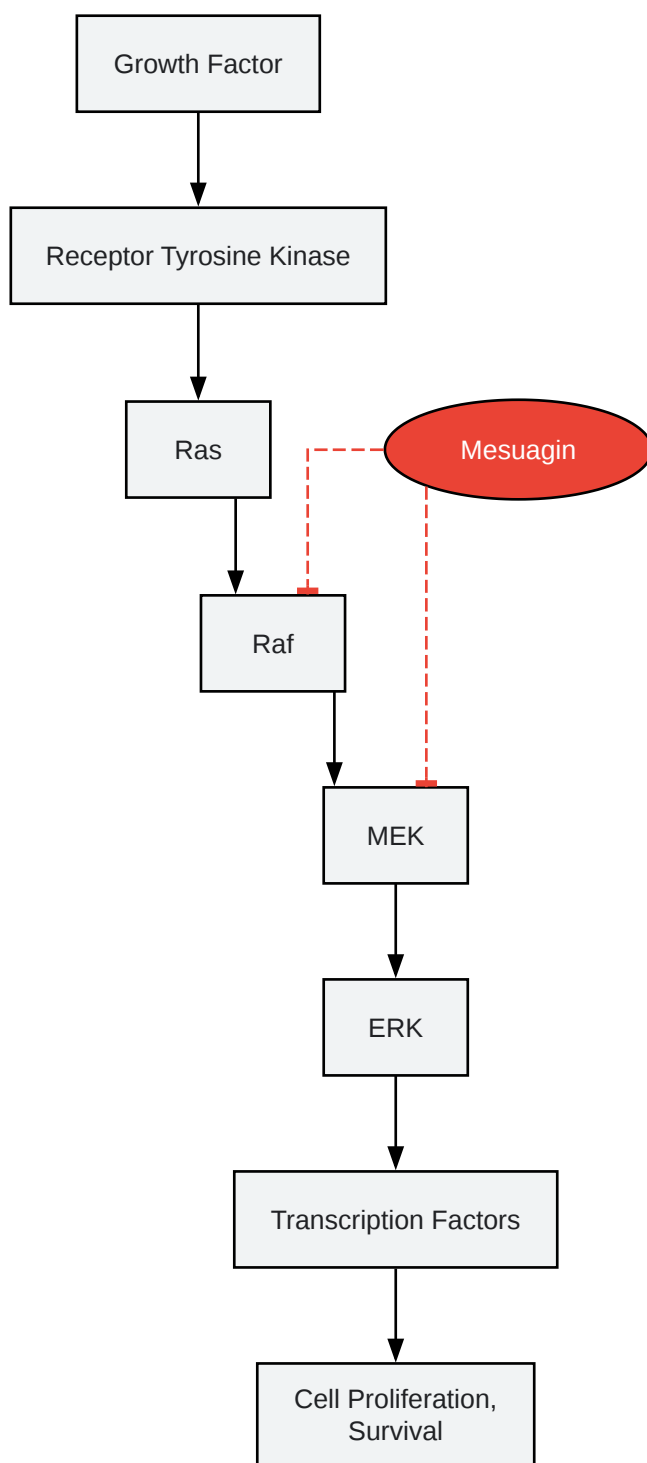 Growth Factor
Receptor Tyrosine Kinase
Ras
Mesuagin
Raf
MEK
ERK
Transcription Factors
Cell Proliferation,
Survival